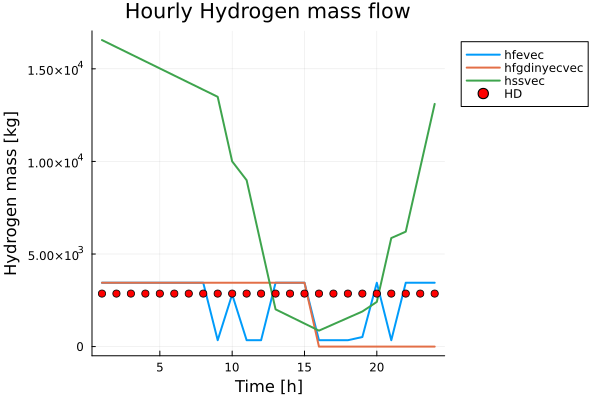 Hourly Hydrogen mass flow
Hydrogen mass [kg]
1.50×10⁴
1.00×10⁴
5.00×10³
0
5
10
15
20
Time [h]
hfevec
hfgdinyecvec
hssvec
HD